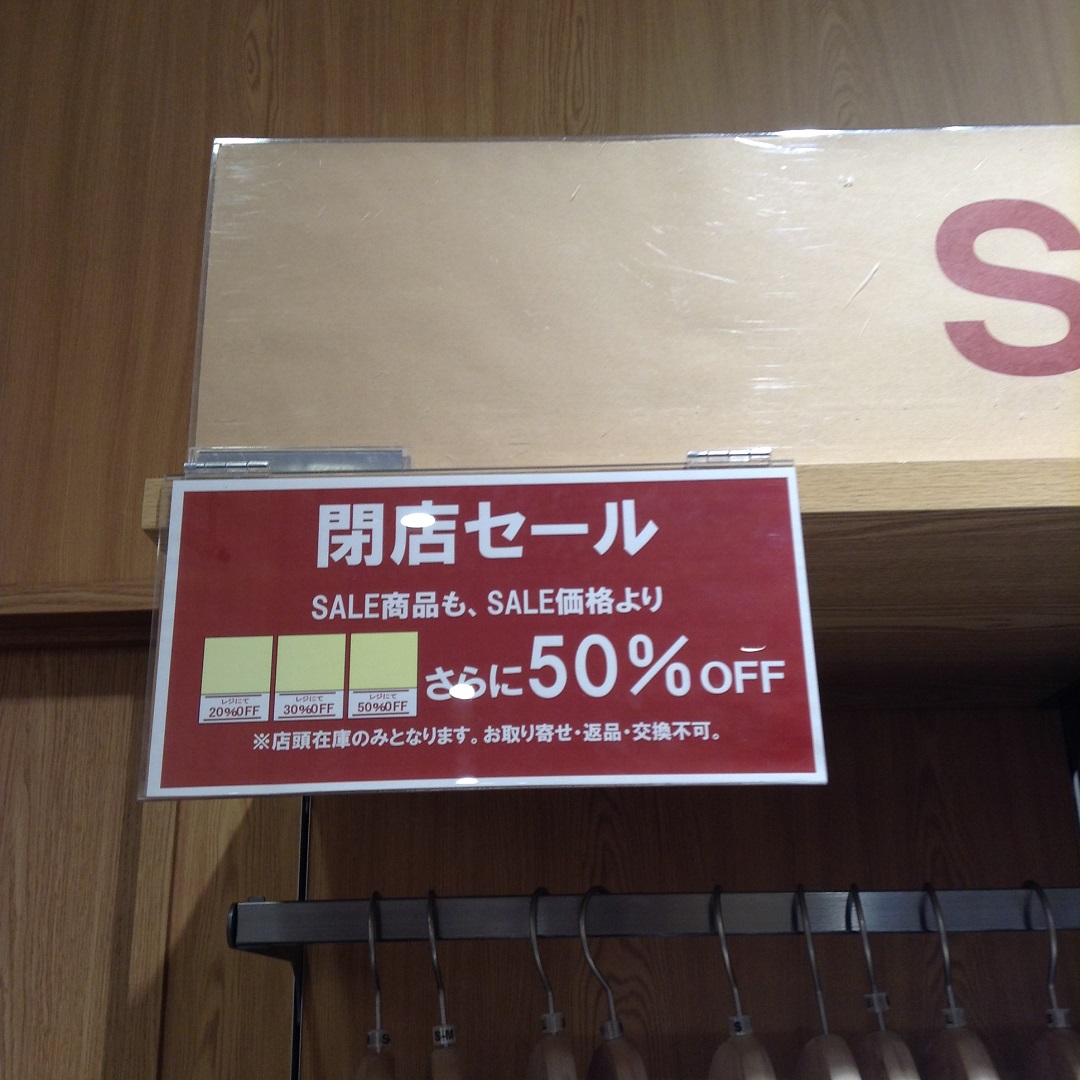 S
閉店セール
SALE商品も、SALE価格より
レジにて
20%OFF
レジにて
30%OFF
レジにて
50%OFF
さらに50%OFF
※店頭在庫のみとなります。お取り寄せ・返品・交換不可。
S
S-M
S